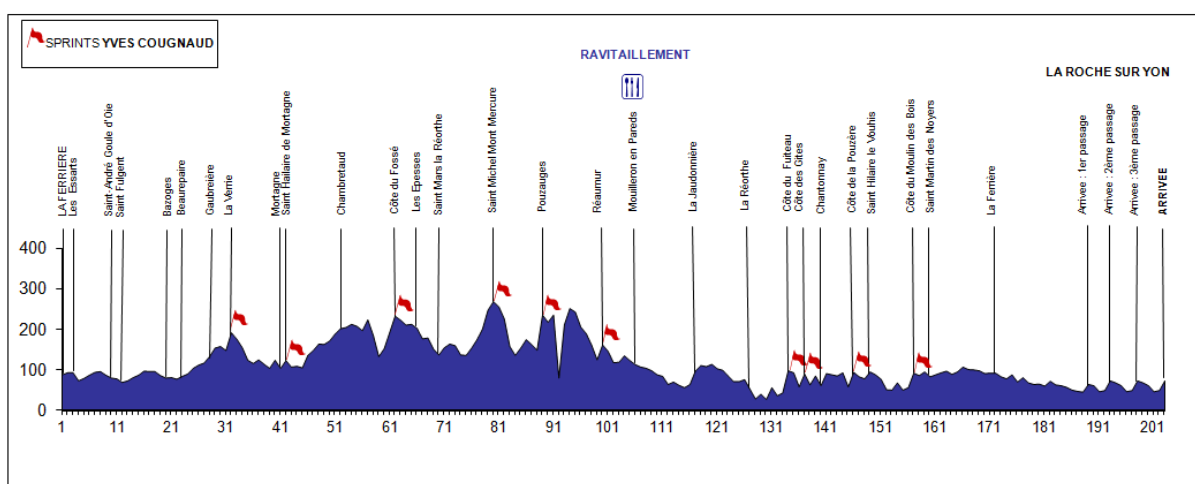 SPRINTS YVES COUGNAUD
RAVITAILLEMENT
LA ROCHE SUR YON
LA FERRIERE
Les Essarts
Saint-André Goule d'Oie
Saint Fulgent
Bazoges
Beaurepaire
Gaubreière
La Verrie
Mortagne
Saint Hailaire de Mortagne
Chambretaud
Côte du Fossé
Les Epesses
Saint Mars la Réorthe
Saint Michel Mont Mercure
Pouzauges
Réaumur
Mouilleron en Pareds
La Jaudonnière
La Réorthe
Côte du Fuiteau
Côte des Gîtes
Chantonnay
Côte de la Pouzère
Saint Hilaire le Vouhis
Côte du Moulin des Bois
Saint Martin des Noyers
La Ferrière
Arrivee : 1er passage
Arrivee : 2ème passage
Arrivee : 3ème passage
ARRIVEE
400
300
200
100
0
1 11 21 31 41 51 61 71 81 91 101 111 121 131 141 151 161 171 181 191 201